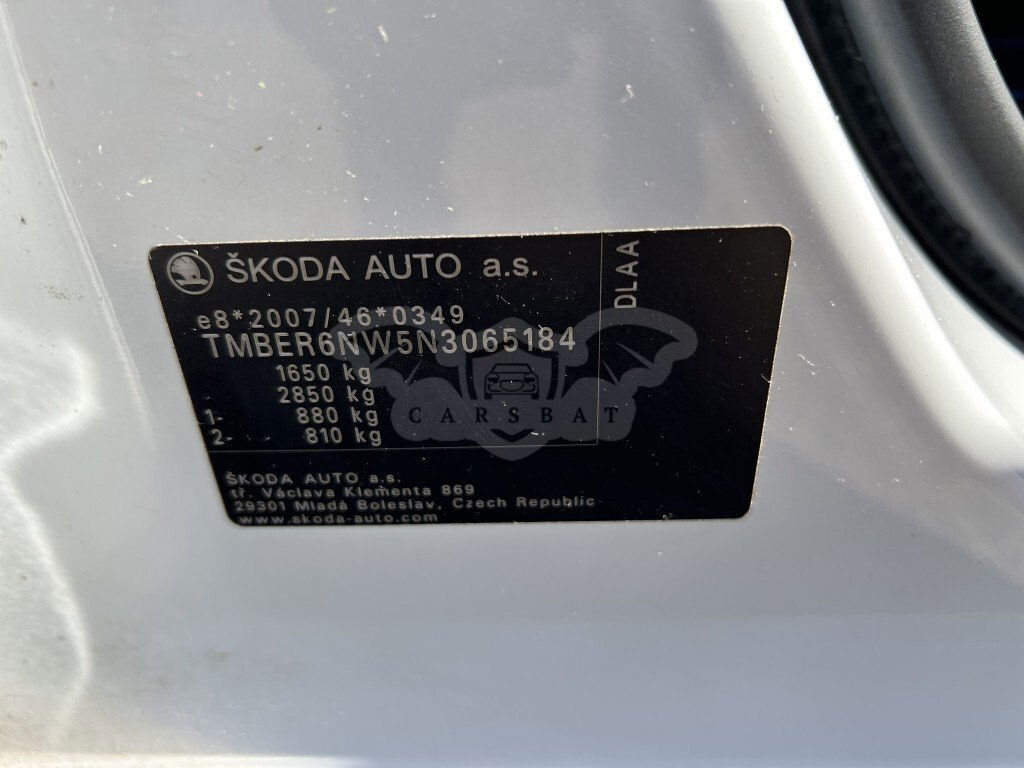 ŠKODA AUTO a.s.
DLAA
e8*2007/46*0349
TMBER6NW5N3065184
1650 kg
2850 kg
1- 880 kg
2- 810 kg
CARSBAT
ŠKODA AUTO a.s.
tř. Václava Klementa 869
29301 Mladá Boleslav, Czech Republic
www.skoda-auto.com